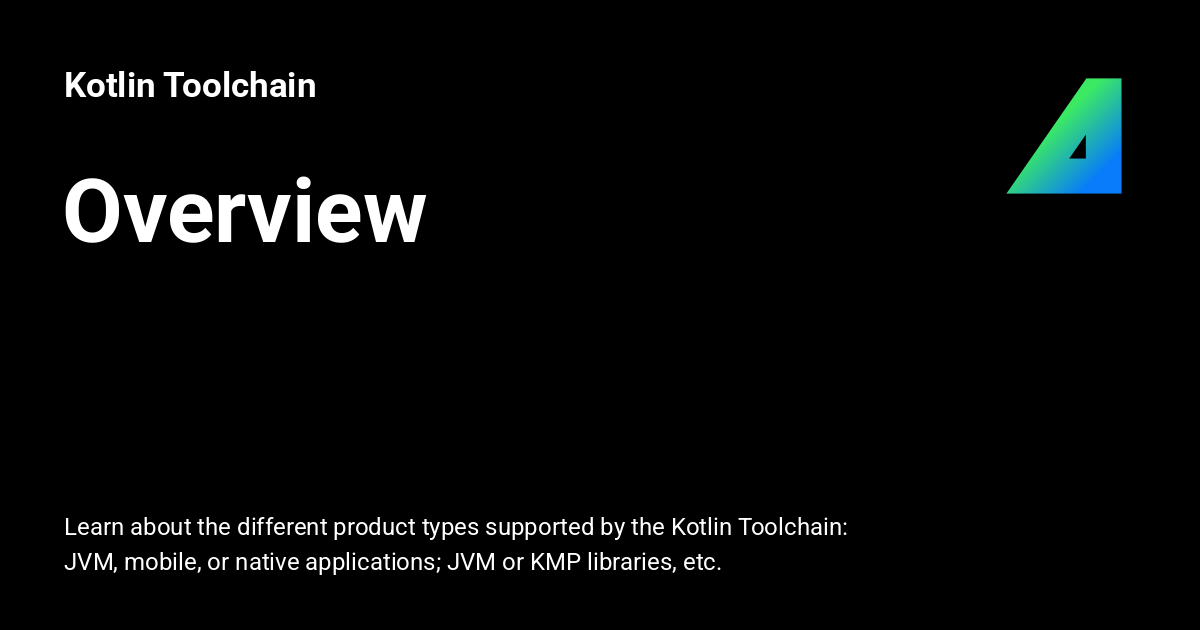 Kotlin Toolchain
Overview
Learn about the different product types supported by the Kotlin Toolchain:
JVM, mobile, or native applications; JVM or KMP libraries, etc.